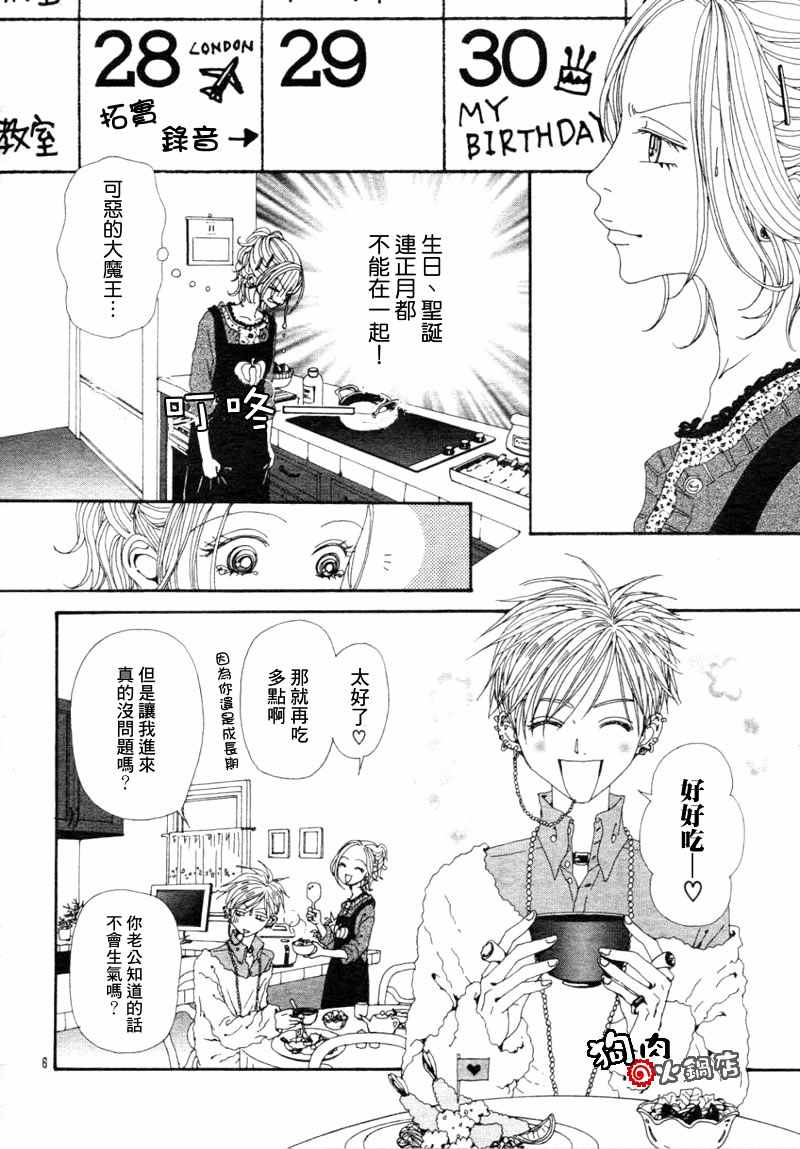 28
LONDON
拓實
錄音→
29
30
MY
BIRTHDAY
教室
生日、聖誕
連正月都
不能在一起！
可惡的大魔王…
叮咚
好好吃—♡
太好了♡
那就再吃
多點啊
因為你還是成長期
但是讓我進來
真的沒問題嗎？
你老公知道的話
不會生氣嗎？
狗肉
火鍋店
6